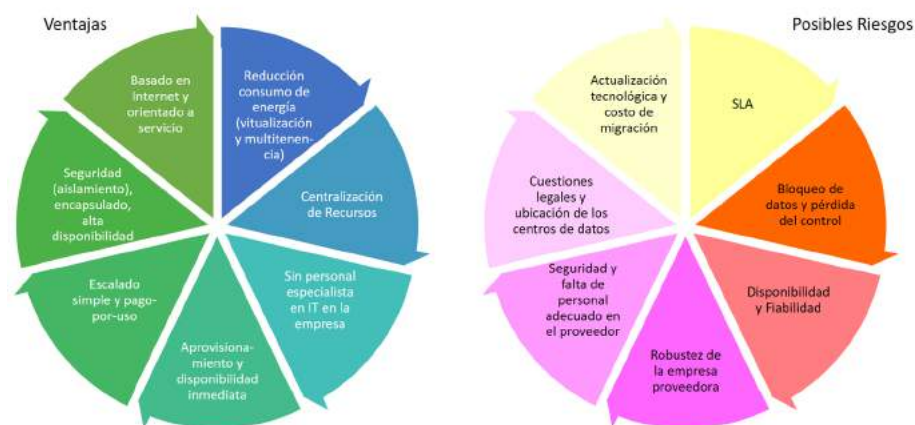 Ventajas
Basado en
Internet y
orientado a
servicio
Reducción
consumo de
energía
(vitualización
y multitenen-
cia)
Centralización
de Recursos
Sin personal
especialista
en IT en la
empresa
Aprovisiona-
miento y
disponibilidad
inmediata
Escalado
simple y pago-
por-uso
Seguridad
(aislamiento),
encapsulado,
alta
disponibilidad
Posibles Riesgos
Actualización
tecnológica y
costo de
migración
SLA
Bloqueo de
datos y pérdida
del control
Disponibilidad
y Fiabilidad
Robustez de
la empresa
proveedora
Seguridad y
falta de
personal
adecuado en
el proveedor
Cuestiones
legales y
ubicación de los
centros de datos